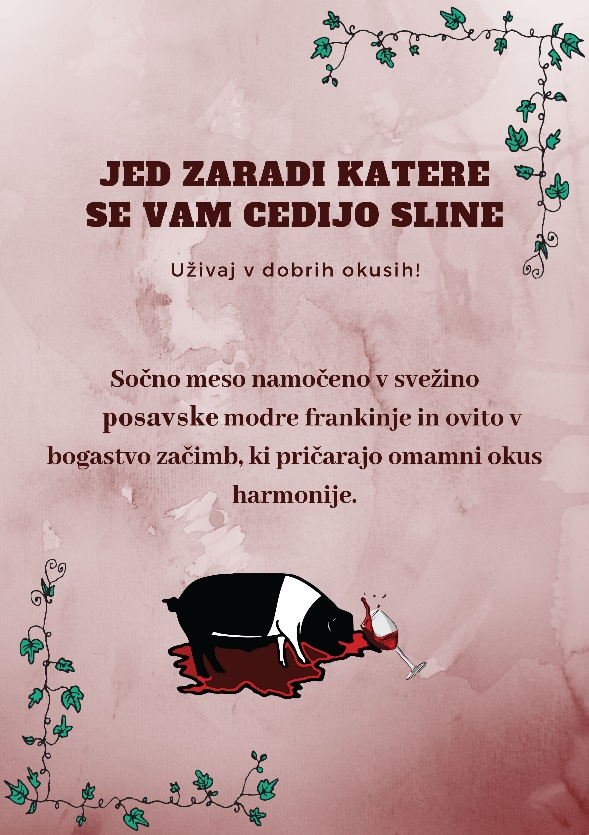 JED ZARADI KATERE
SE VAM CEDIJO SLINE
Uživaj v dobrih okusih!
Sočno meso namočeno v svežino
posavske modre frankinje in ovito v
bogastvo začimb, ki pričarajo omamni okus
harmonije.